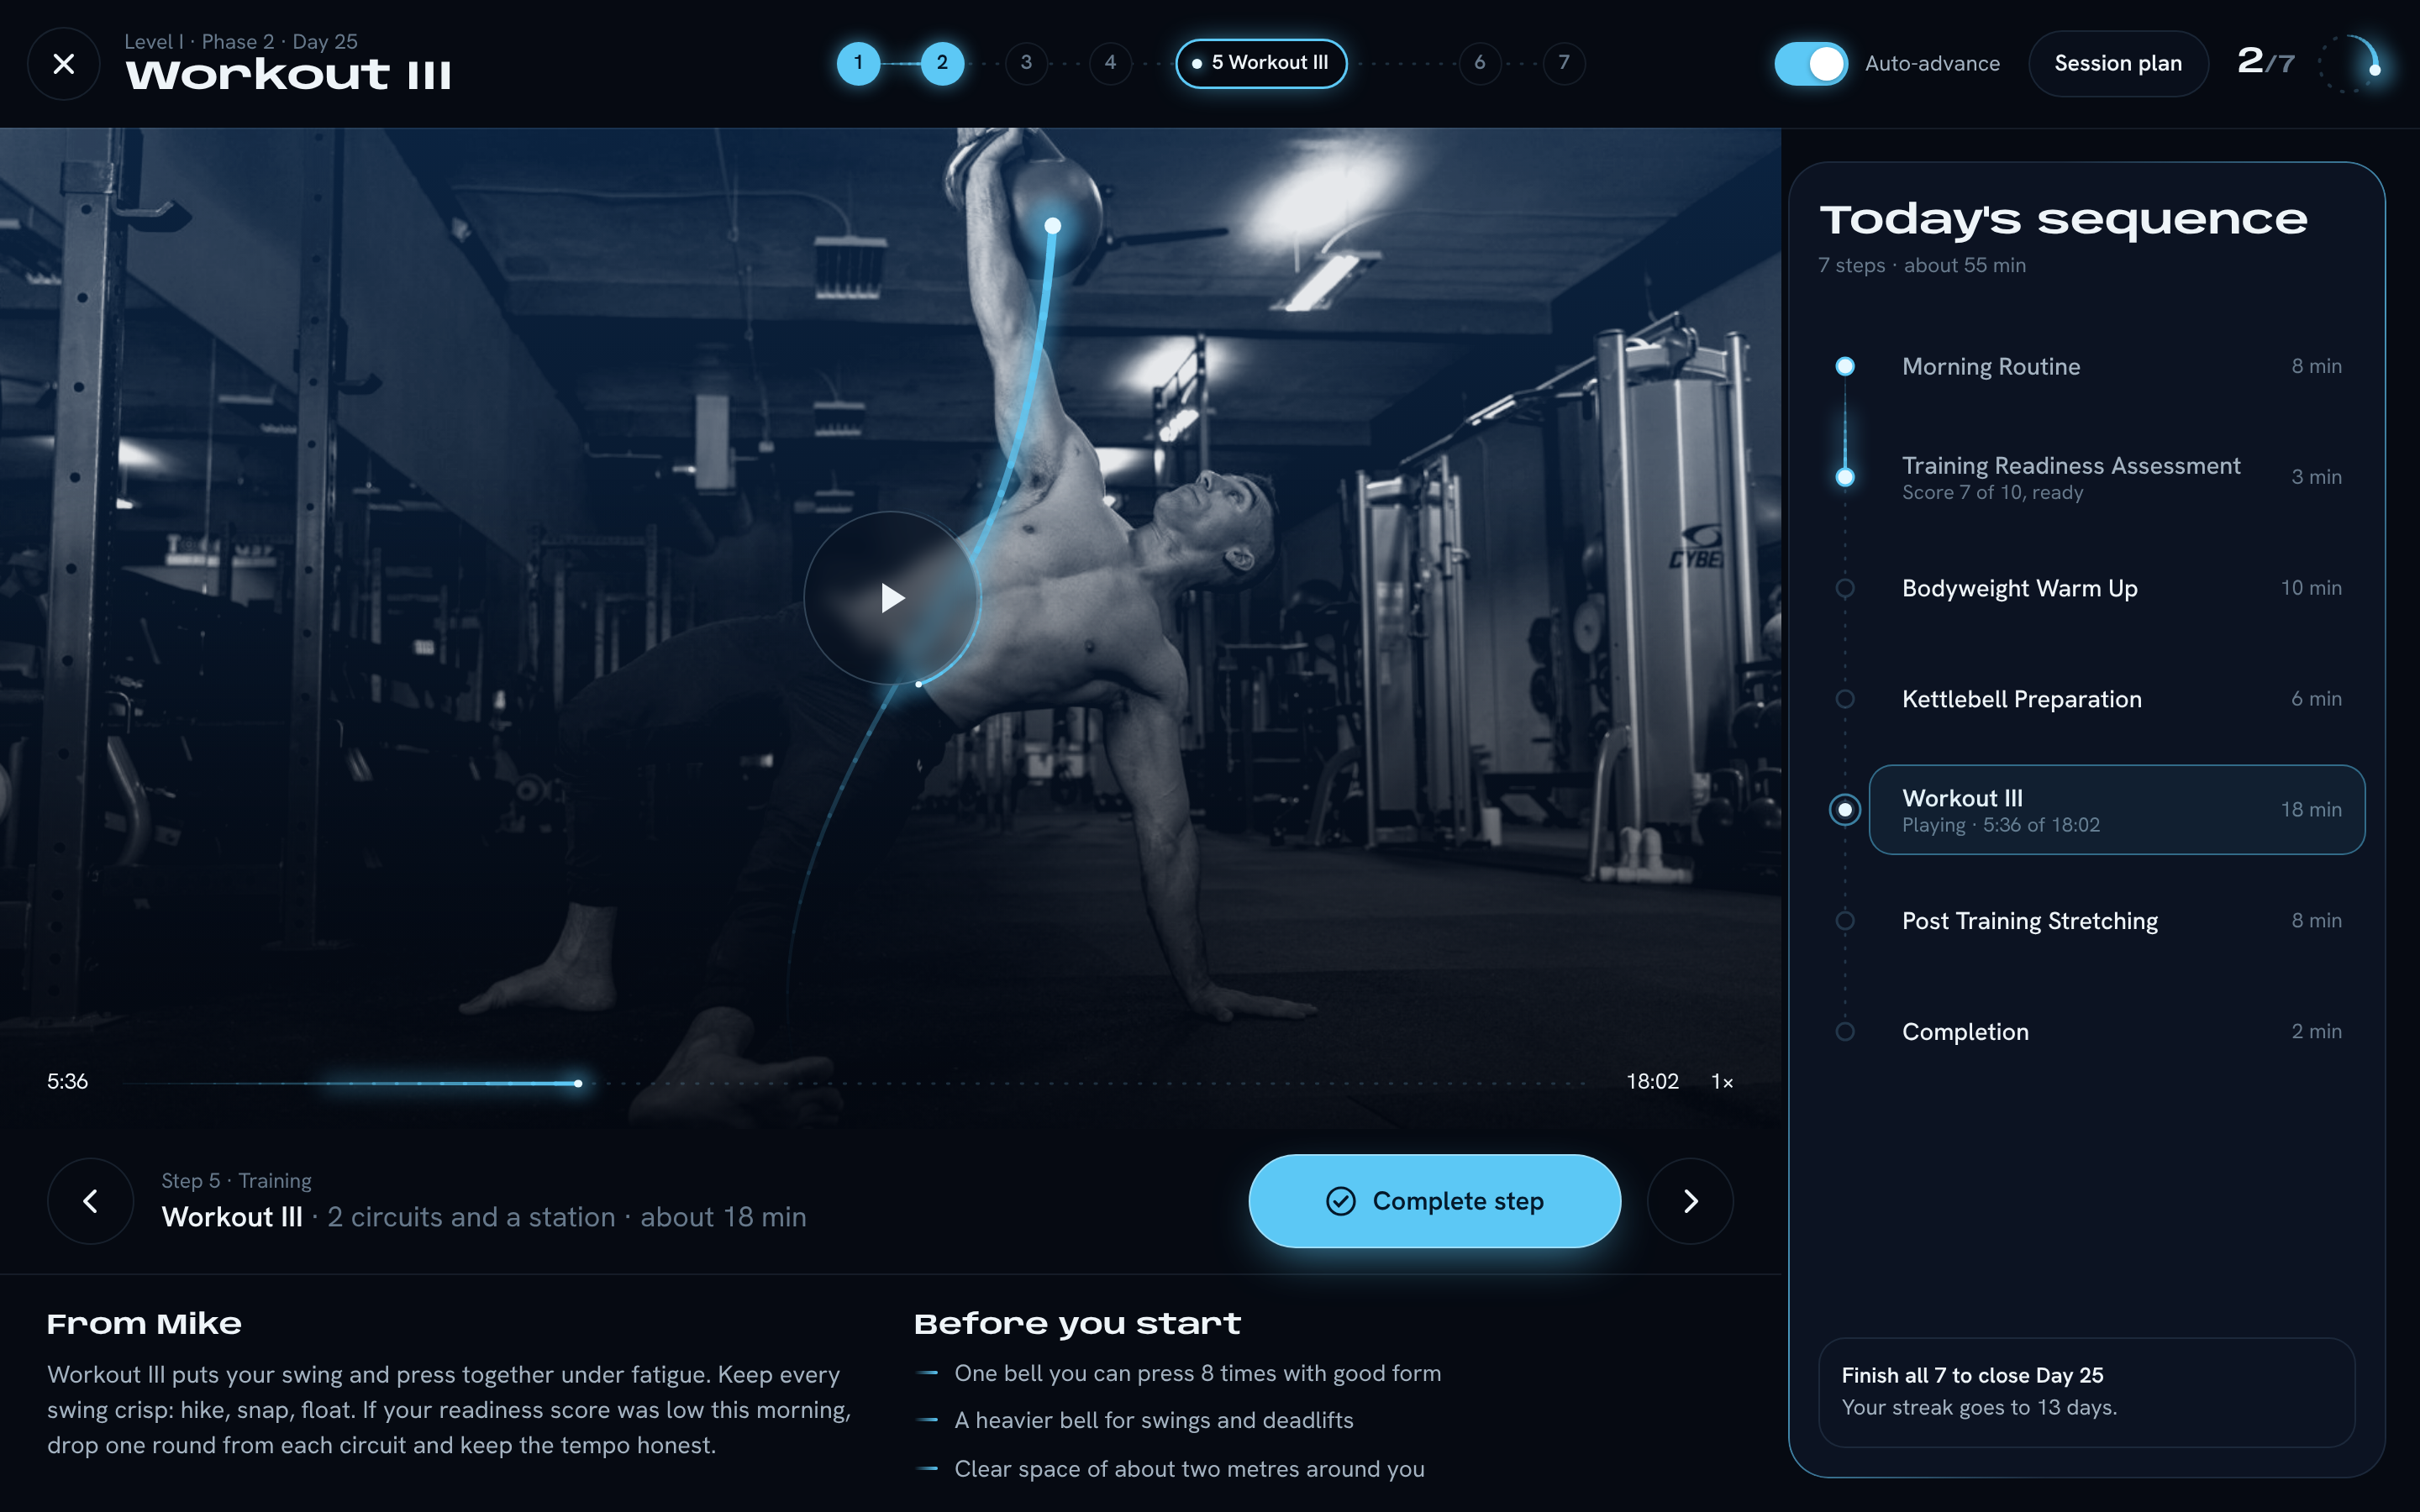 Level I · Phase 2 · Day 25
Workout III
1
2
3
4
5 Workout III
6
7
Auto-advance
Session plan
2/7
CYBE
5:36
18:02
1×
Step 5 · Training
Workout III · 2 circuits and a station · about 18 min
Complete step
From Mike
Workout III puts your swing and press together under fatigue. Keep every
swing crisp: hike, snap, float. If your readiness score was low this morning,
drop one round from each circuit and keep the tempo honest.
Before you start
One bell you can press 8 times with good form
A heavier bell for swings and deadlifts
Clear space of about two metres around you
Today's sequence
7 steps · about 55 min
Morning Routine
8 min
Training Readiness Assessment
Score 7 of 10, ready
3 min
Bodyweight Warm Up
10 min
Kettlebell Preparation
6 min
Workout III
Playing · 5:36 of 18:02
18 min
Post Training Stretching
8 min
Completion
2 min
Finish all 7 to close Day 25
Your streak goes to 13 days.